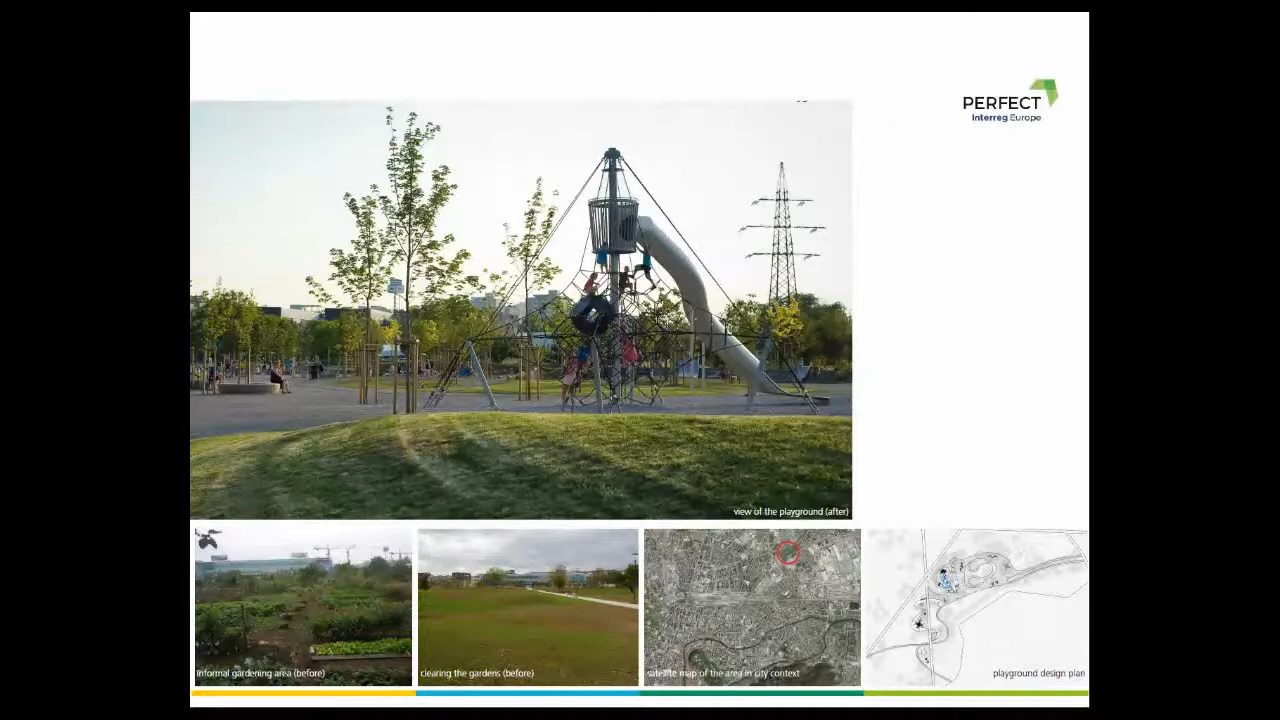 PERFECT
Interreg Europe
view of the playground (after)
informal gardening area (before)
clearing the gardens (before)
satellite map of the area in city context
playground design plan